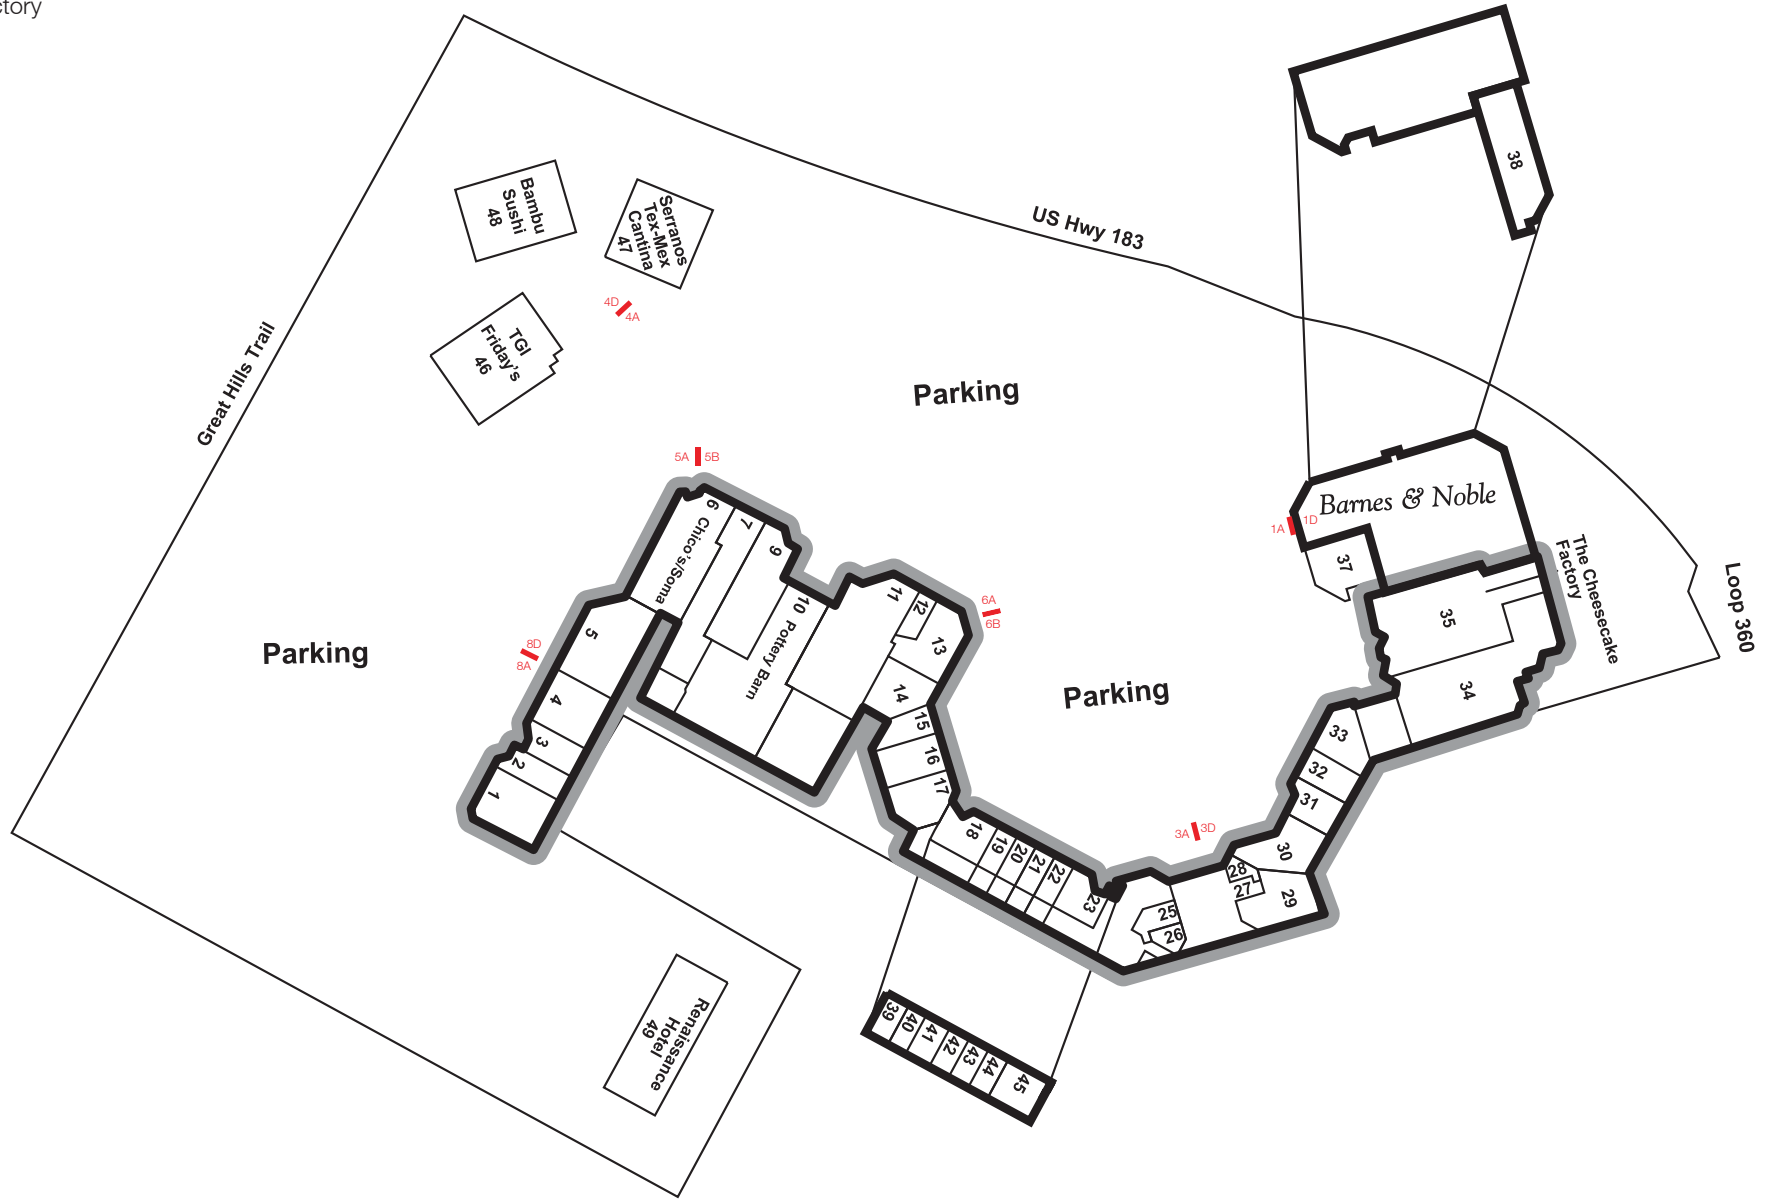 ctory
38
Bambu
Sushi
48
Serranos
Tex-Mex
Cantina
47
US Hwy 183
4D
4A
TGI
Friday's
46
Great Hills Trail
Parking
5A
5B
Barnes & Noble
1A
1D
37
The Cheesecake
Factory
Loop 360
35
34
6
Chico's/Soma
7
9
10 Pottery Barn
11
12
13
14
15
16
17
6A
6B
Parking
8D
8A
5
4
3
2
1
Parking
33
32
31
30
29
28
27
3A
3D
18
19
20
21
22
23
25
26
39
40
41
42
43
44
45
Renaissance
Hotel
49